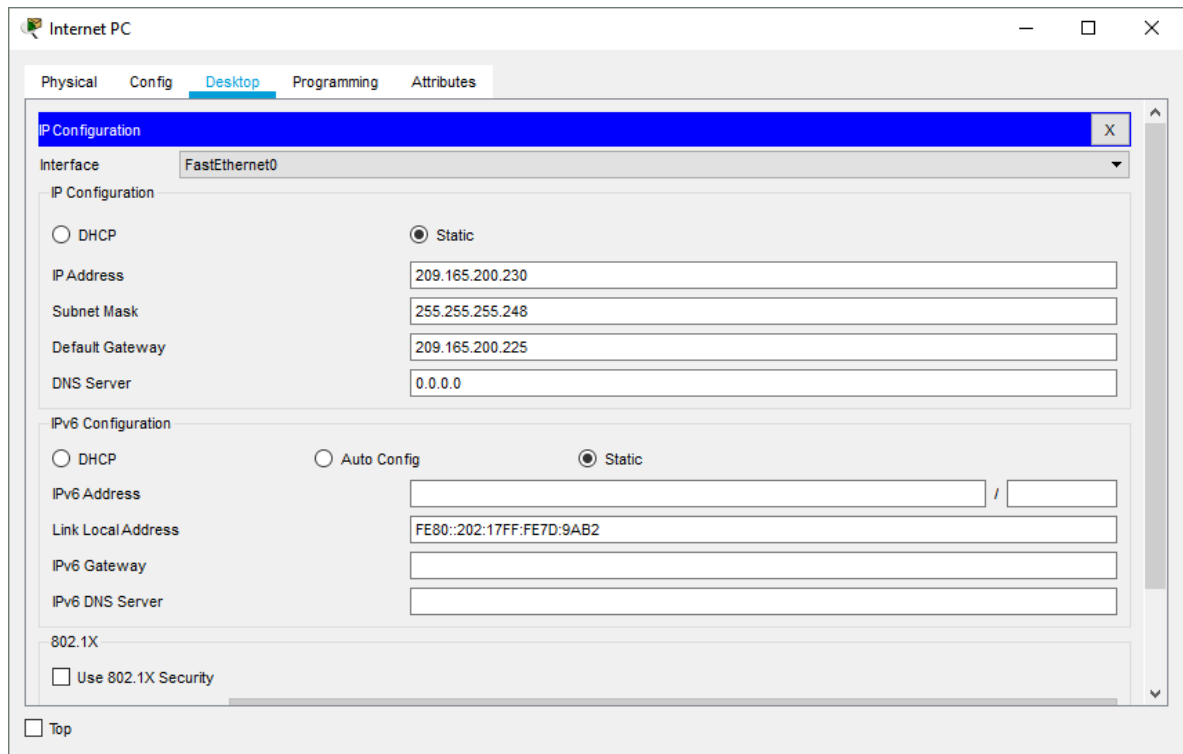 Internet PC
Physical Config Desktop Programming Attributes
IP Configuration X
Interface FastEthernet0
IP Configuration
DHCP Static
IP Address 209.165.200.230
Subnet Mask 255.255.255.248
Default Gateway 209.165.200.225
DNS Server 0.0.0.0
IPv6 Configuration
DHCP Auto Config Static
IPv6 Address /
Link Local Address FE80::202:17FF:FE7D:9AB2
IPv6 Gateway
IPv6 DNS Server
802.1X
Use 802.1X Security
Top